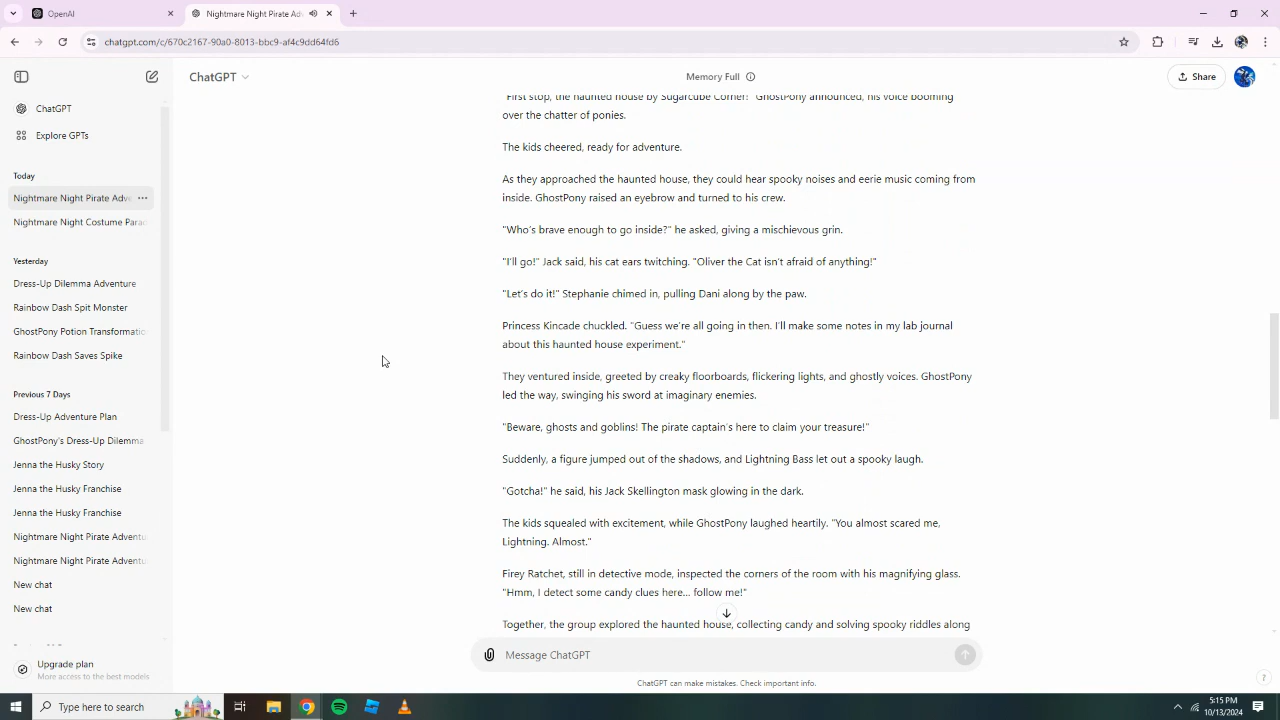 OpenAI
Nightmare Night Pirate Adv
chatgpt.com/c/670c2167-90a0-8013-bbc9-af4c9dd64fd6
ChatGPT
Memory Full
Share
ChatGPT
Explore GPTs
Today
Nightmare Night Pirate Adve
Nightmare Night Costume Parad
Yesterday
Dress-Up Dilemma Adventure
Rainbow Dash Spit Monster
GhostPony Potion Transformatio
Rainbow Dash Saves Spike
Previous 7 Days
Dress-Up Adventure Plan
GhostPony's Dress-Up Dilemma
Jenna the Husky Story
Jenna the Husky Franchise
Jenna the Husky Franchise
Nightmare Night Pirate Adventu
Nightmare Night Pirate Adventu
New chat
New chat
Upgrade plan
More access to the best models
"First stop, the haunted house by Sugarcube Corner!" GhostPony announced, his voice booming
over the chatter of ponies.
The kids cheered, ready for adventure.
As they approached the haunted house, they could hear spooky noises and eerie music coming from
inside. GhostPony raised an eyebrow and turned to his crew.
"Who's brave enough to go inside?" he asked, giving a mischievous grin.
"I'll go!" Jack said, his cat ears twitching. "Oliver the Cat isn't afraid of anything!"
"Let's do it!" Stephanie chimed in, pulling Dani along by the paw.
Princess Kincade chuckled. "Guess we're all going in then. I'll make some notes in my lab journal
about this haunted house experiment."
They ventured inside, greeted by creaky floorboards, flickering lights, and ghostly voices. GhostPony
led the way, swinging his sword at imaginary enemies.
"Beware, ghosts and goblins! The pirate captain's here to claim your treasure!"
Suddenly, a figure jumped out of the shadows, and Lightning Bass let out a spooky laugh.
"Gotcha!" he said, his Jack Skellington mask glowing in the dark.
The kids squealed with excitement, while GhostPony laughed heartily. "You almost scared me,
Lightning. Almost."
Firey Ratchet, still in detective mode, inspected the corners of the room with his magnifying glass.
"Hmm, I detect some candy clues here... follow me!"
Together, the group explored the haunted house, collecting candy and solving spooky riddles along
Message ChatGPT
ChatGPT can make mistakes. Check important info.
?
Type here to search
5:15 PM
10/13/2024